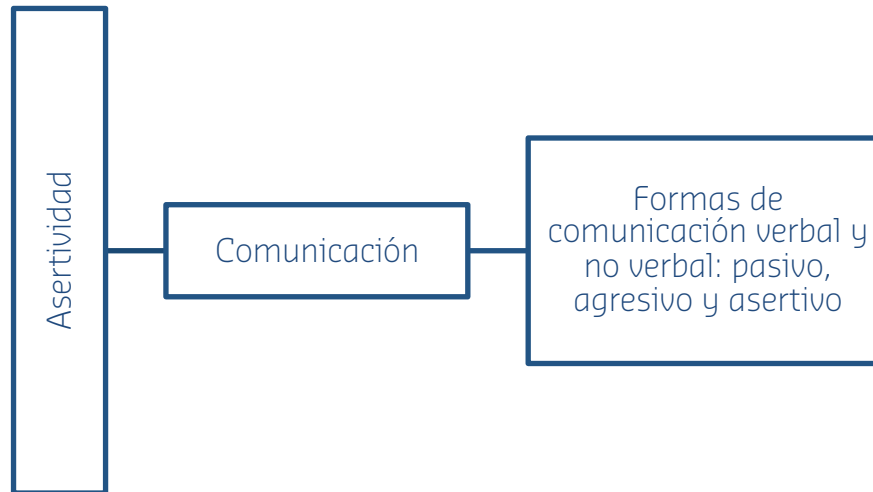 Asertividad
Comunicación
Formas de
comunicación verbal y
no verbal: pasivo,
agresivo y asertivo